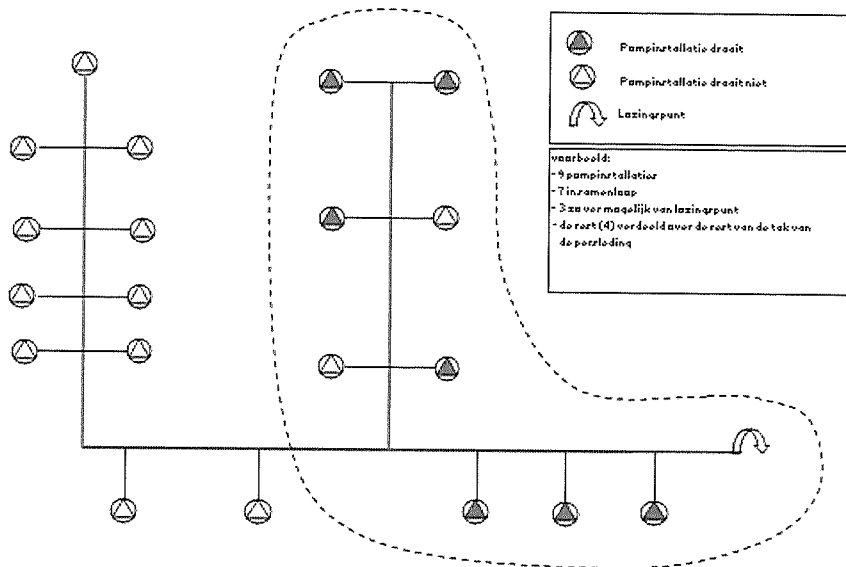 Pompinstallatie draait
Pompinstallatie draait niet
Lozingspunt
voorbeeld:
- 9 pompinstallaties
- 7 in samenloop
- 3 zo ver mogelijk van lozingspunt
- de rest (4) verdeeld over de rest van de tak van
de persleiding